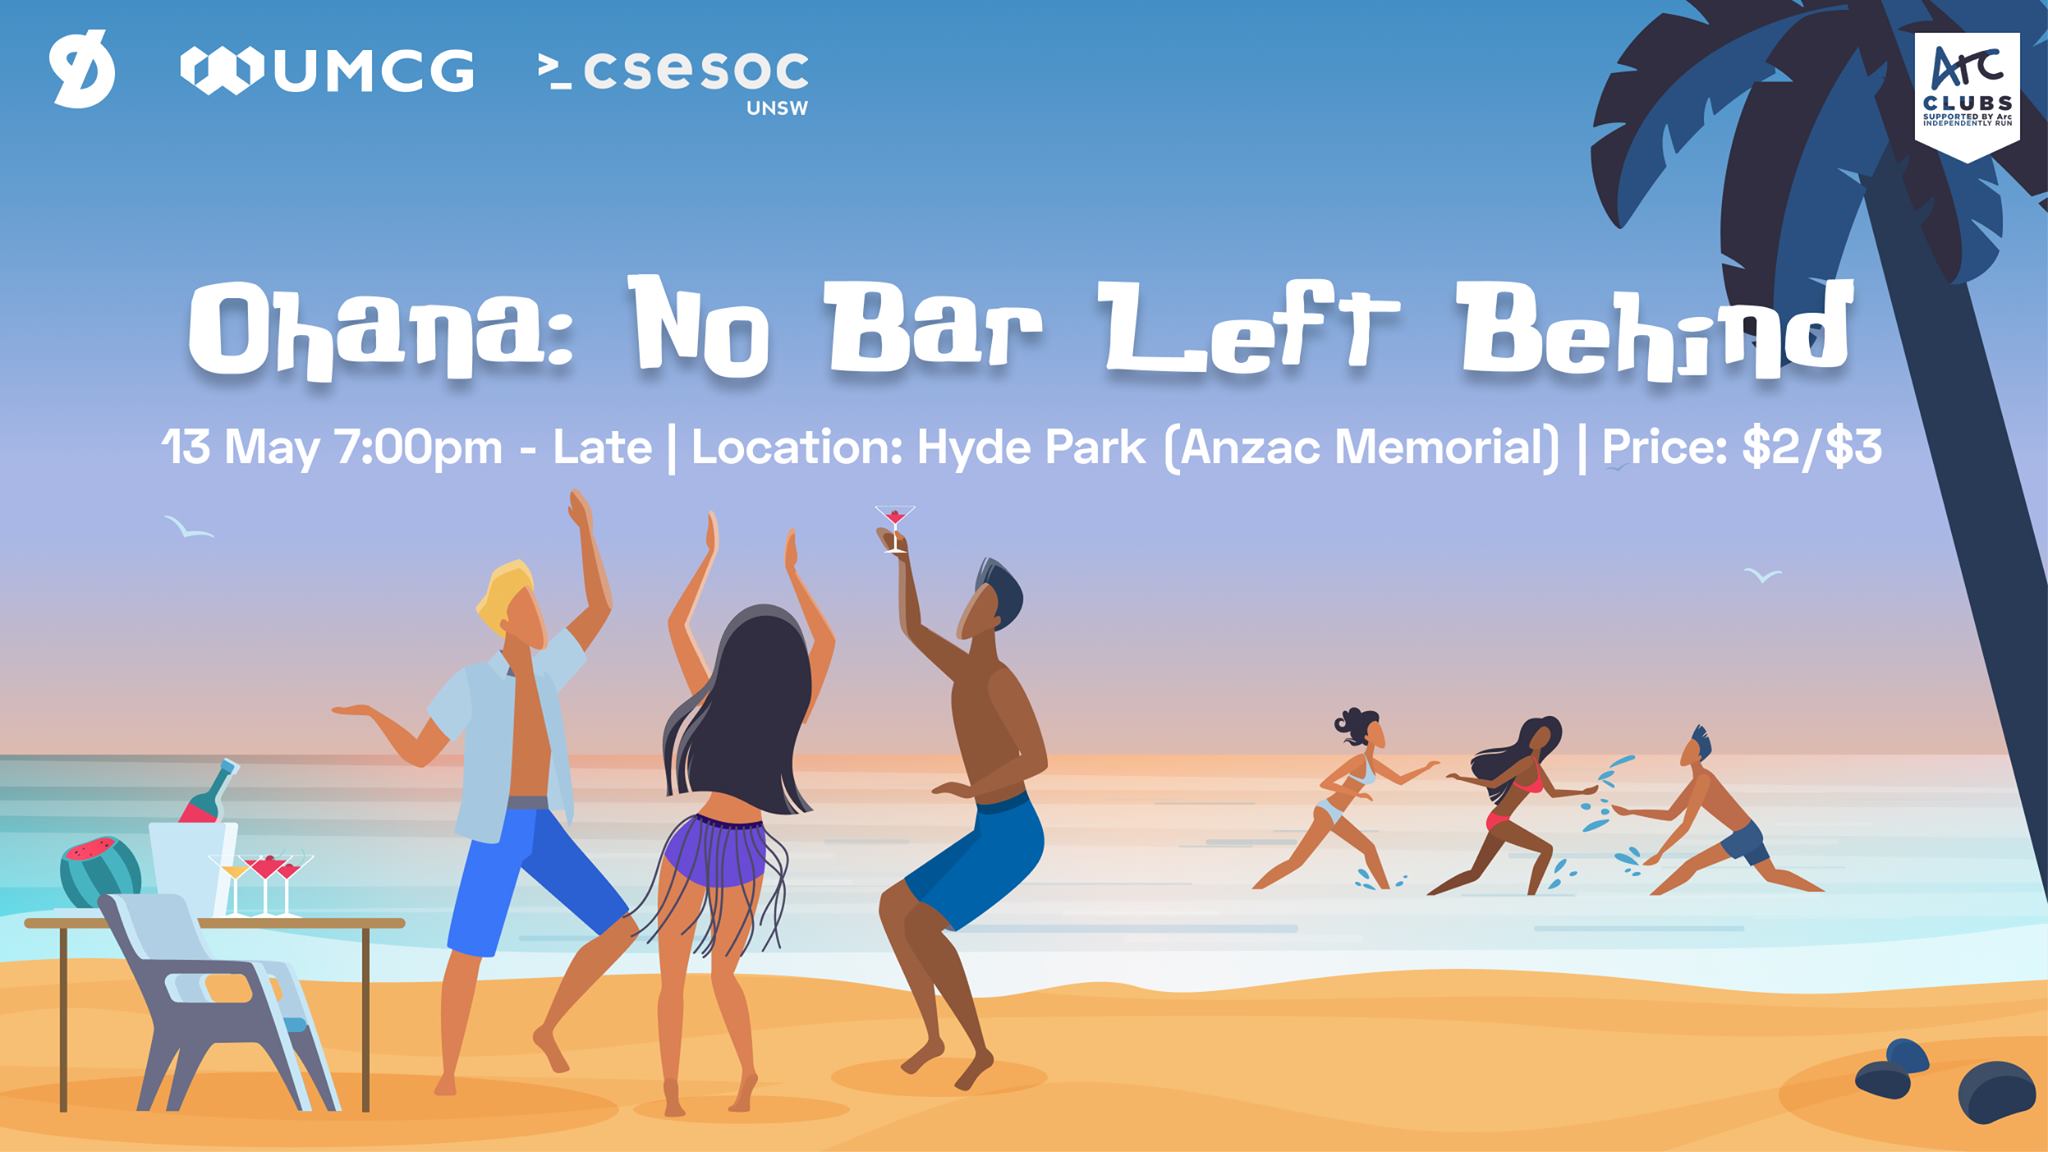 UMCG
>_csesoc
UNSW
Arc
CLUBS
SUPPORTED BY Arc
INDEPENDENTLY RUN
Ohana: No Bar Left Behind
13 May 7:00pm - Late | Location: Hyde Park (Anzac Memorial) | Price: $2/$3